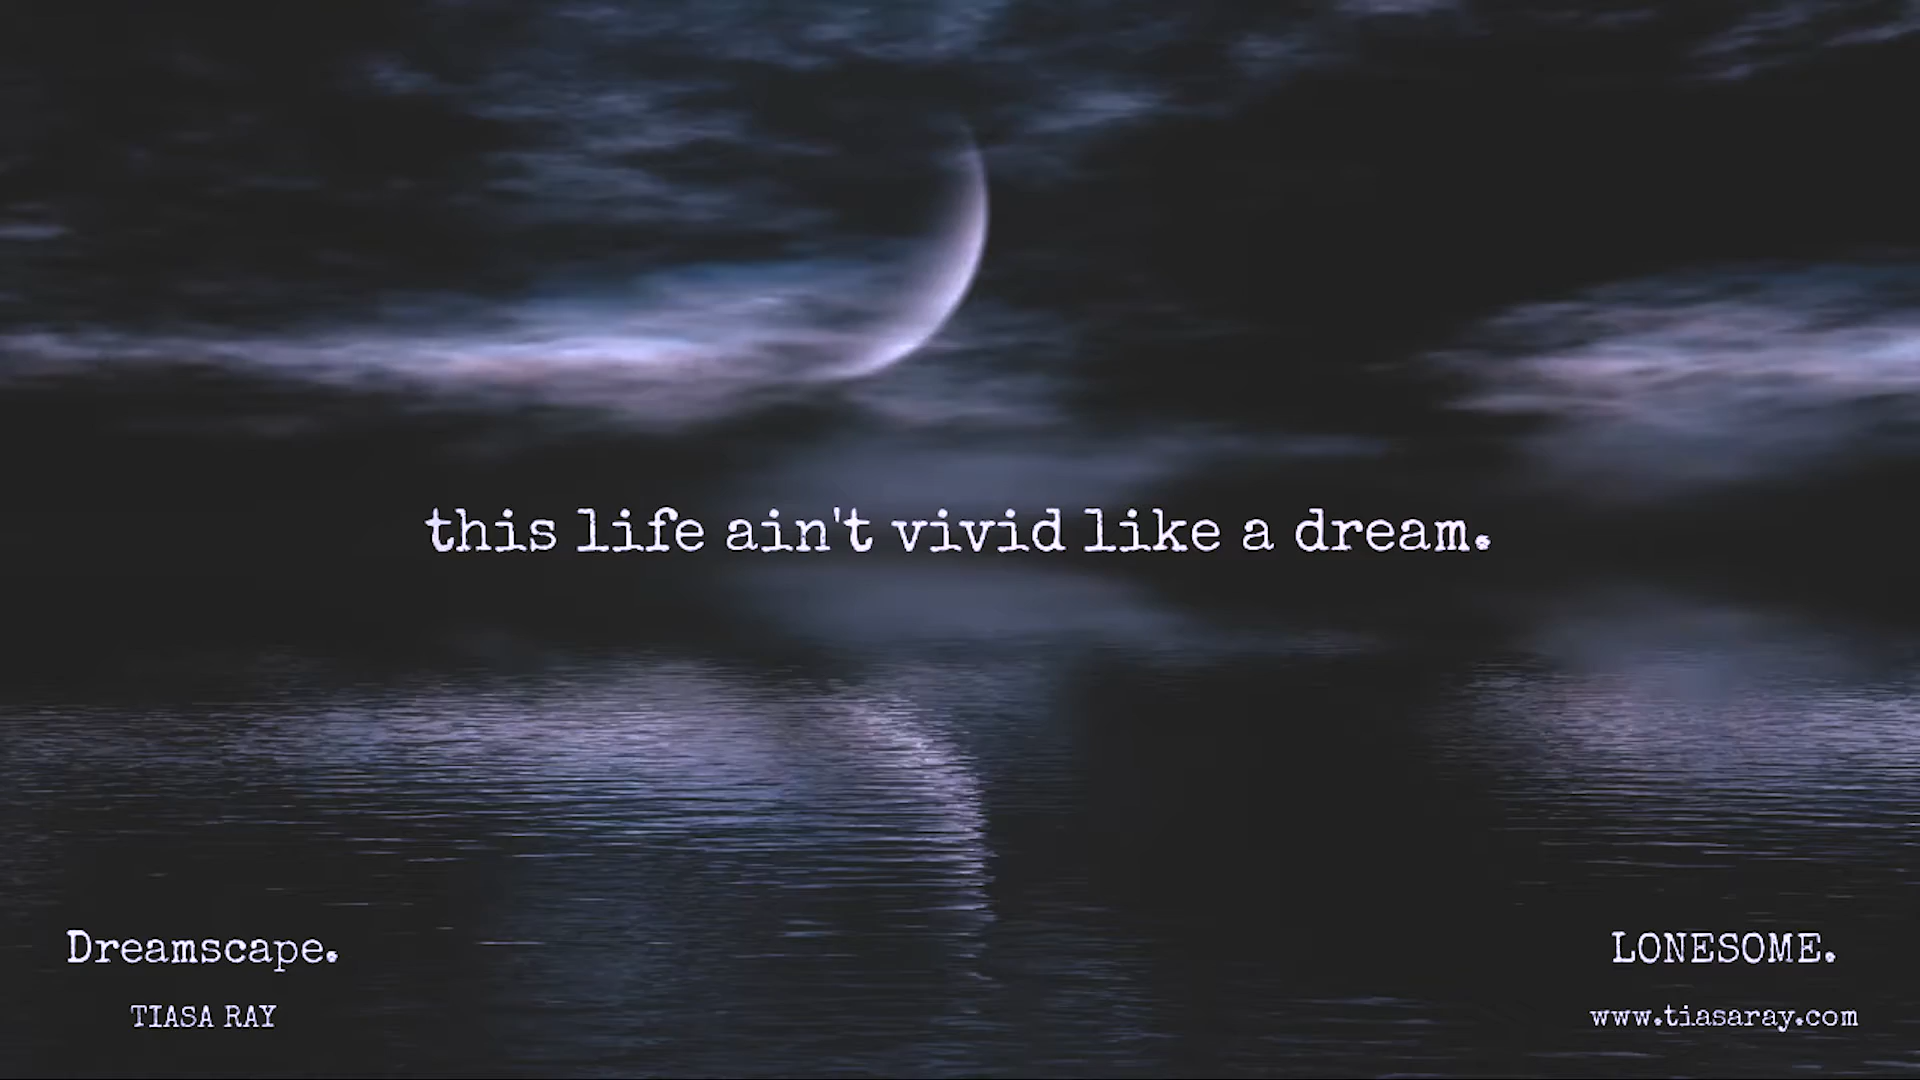 this life ain't vivid like a dream.
Dreamscape.
TIASA RAY
LONESOME.
www.tiasaray.com